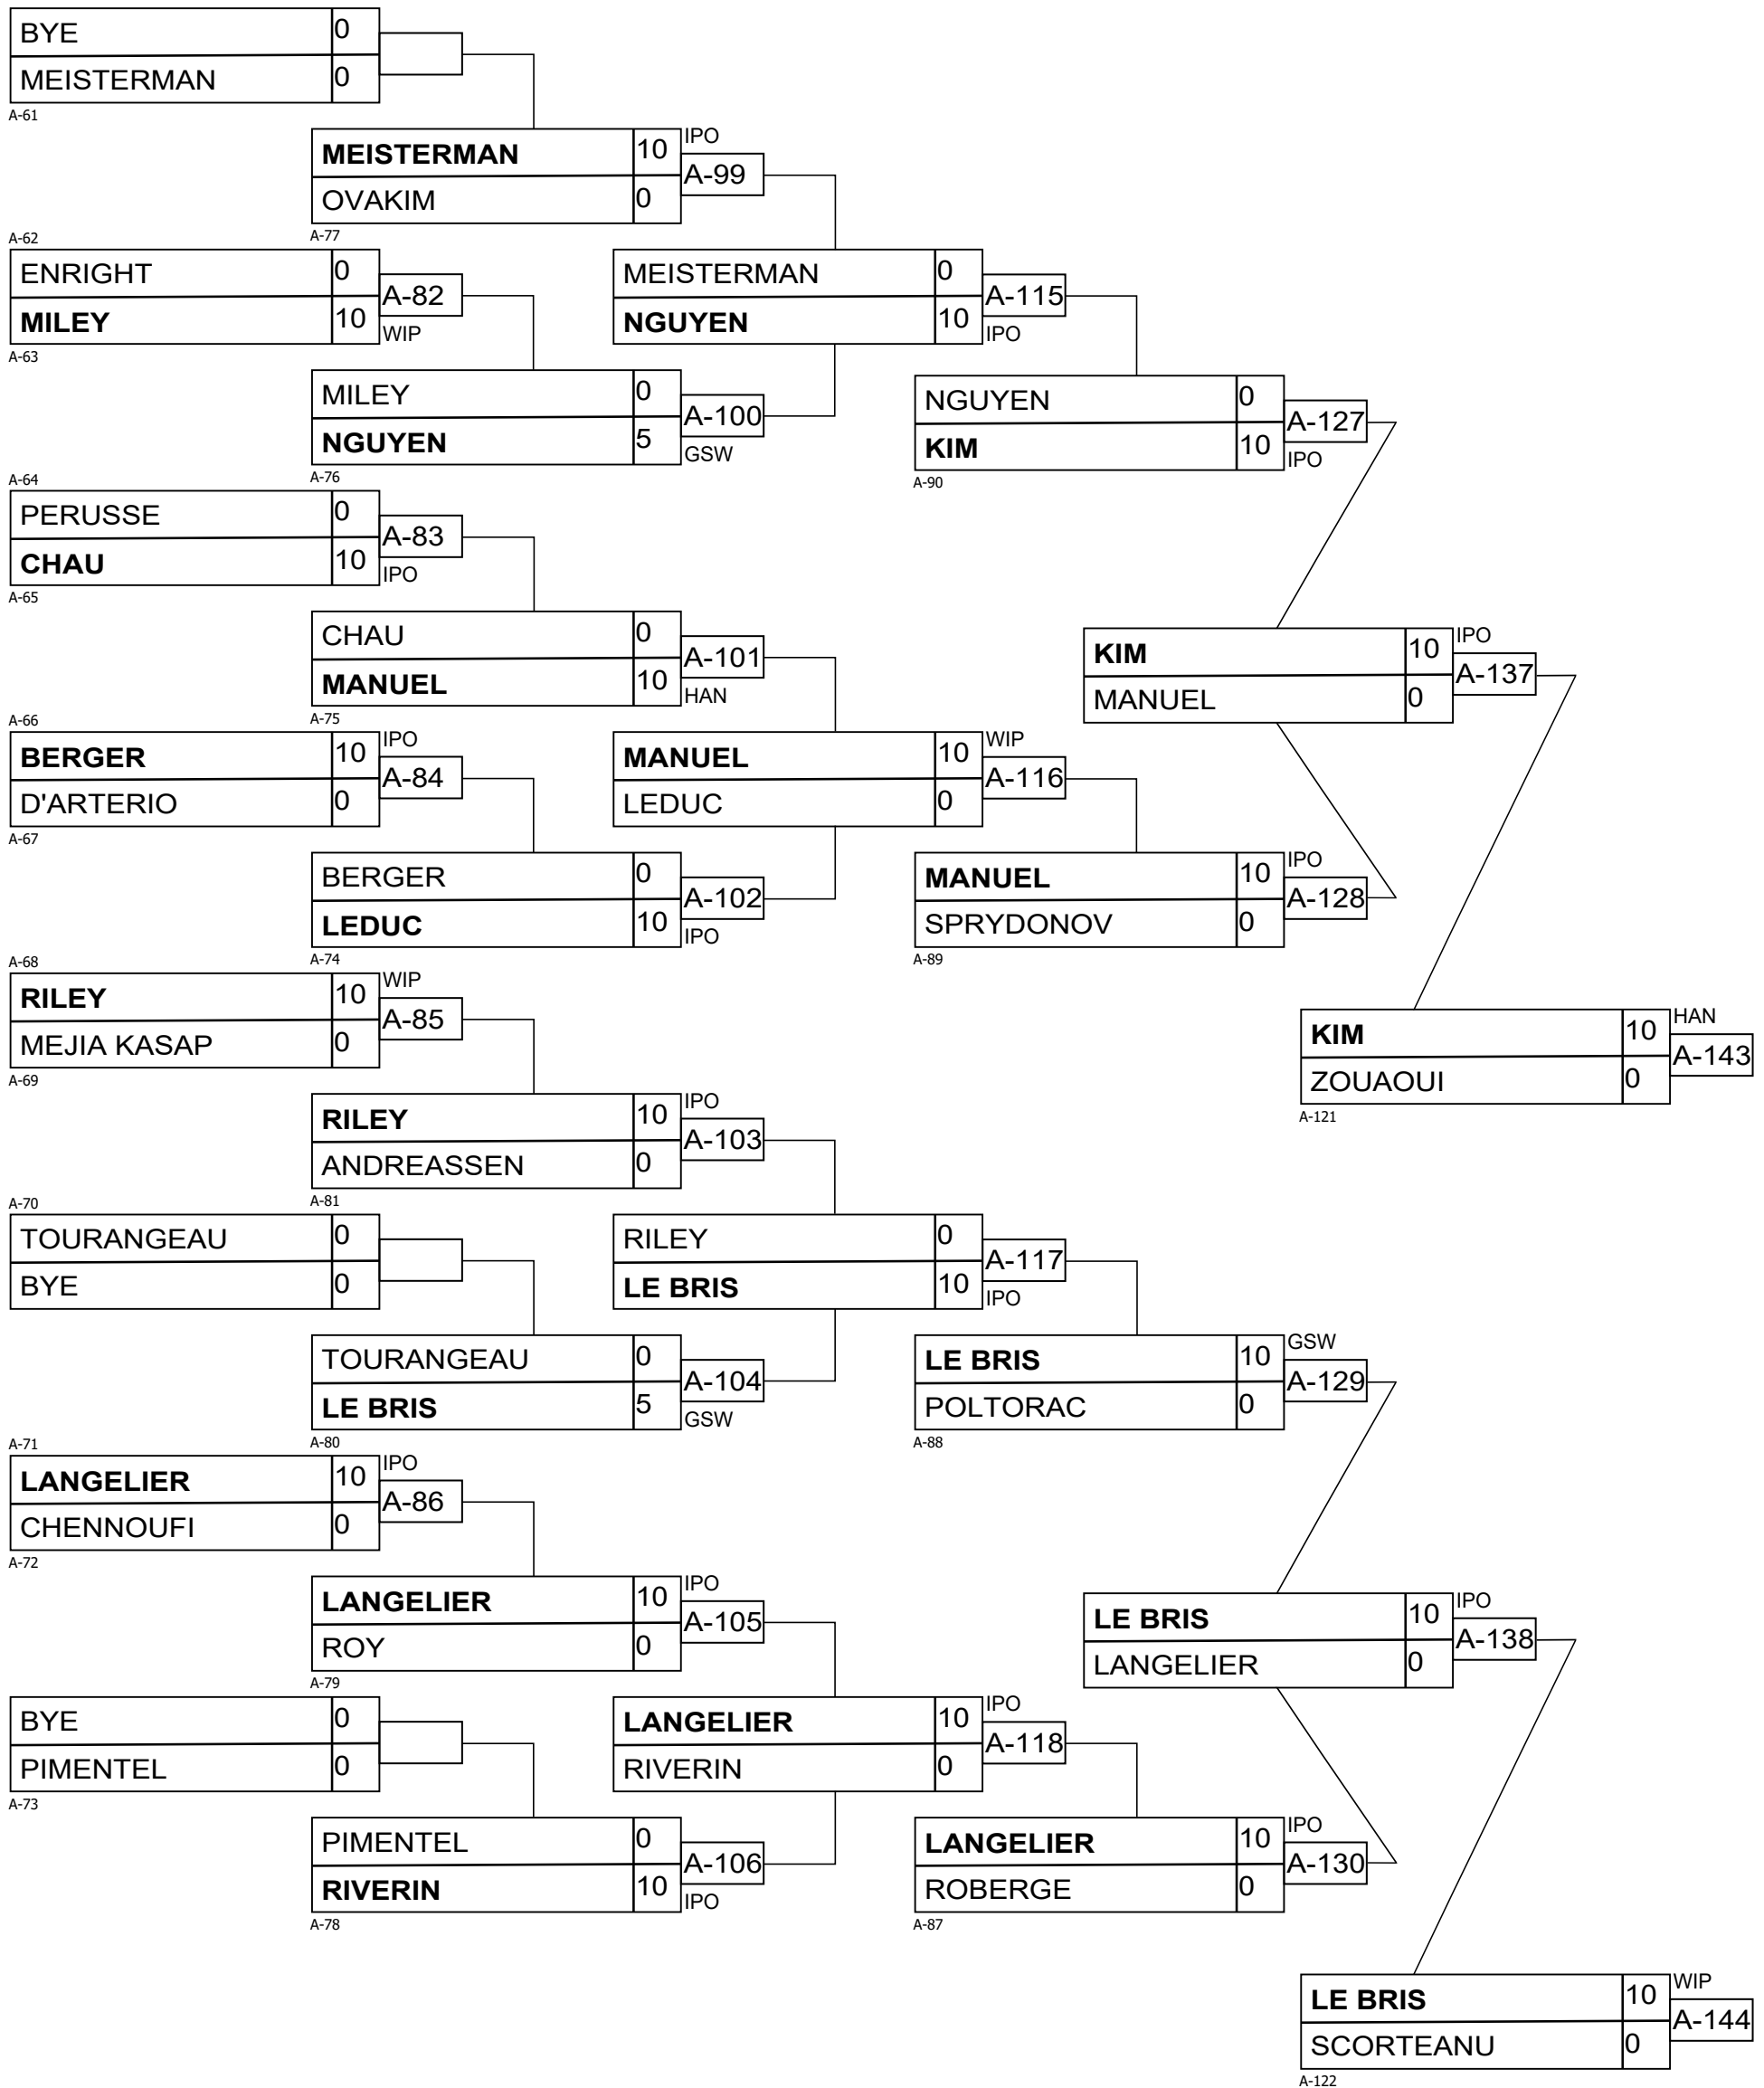 BYE 0
MEISTERMAN 0
A-61
MEISTERMAN 10 IPO
A-99
OVAKIM 0
A-77
A-62
ENRIGHT 0
A-82
MILEY 10 WIP
A-63
MEISTERMAN 0
A-115
NGUYEN 10 IPO
MILEY 0
A-100
NGUYEN 5 GSW
A-76
NGUYEN 0
A-127
KIM 10 IPO
A-90
A-64
PERUSSE 0
A-83
CHAU 10 IPO
A-65
CHAU 0
A-101
MANUEL 10 HAN
A-75
KIM 10 IPO
A-137
MANUEL 0
A-66
BERGER 10 IPO
A-84
D'ARTERIO 0
A-67
MANUEL 10 WIP
A-116
LEDUC 0
BERGER 0
A-102
LEDUC 10 IPO
A-74
MANUEL 10 IPO
A-128
SPRYDONOV 0
A-89
A-68
RILEY 10 WIP
A-85
MEJIA KASAP 0
A-69
KIM 10 HAN
A-143
ZOUAOUI 0
A-121
RILEY 10 IPO
A-103
ANDREASSEN 0
A-81
A-70
TOURANGEAU 0
BYE 0
RILEY 0
A-117
LE BRIS 10 IPO
TOURANGEAU 0
A-104
LE BRIS 5 GSW
A-80
LE BRIS 10 GSW
A-129
POLTORAC 0
A-88
A-71
LANGELIER 10 IPO
A-86
CHENNOUFI 0
A-72
LANGELIER 10 IPO
A-105
ROY 0
A-79
LE BRIS 10 IPO
A-138
LANGELIER 0
BYE 0
PIMENTEL 0
A-73
LANGELIER 10 IPO
A-118
RIVERIN 0
PIMENTEL 0
A-106
RIVERIN 10 IPO
A-78
LANGELIER 10 IPO
A-130
ROBERGE 0
A-87
LE BRIS 10 WIP
A-144
SCORTEANU 0
A-122